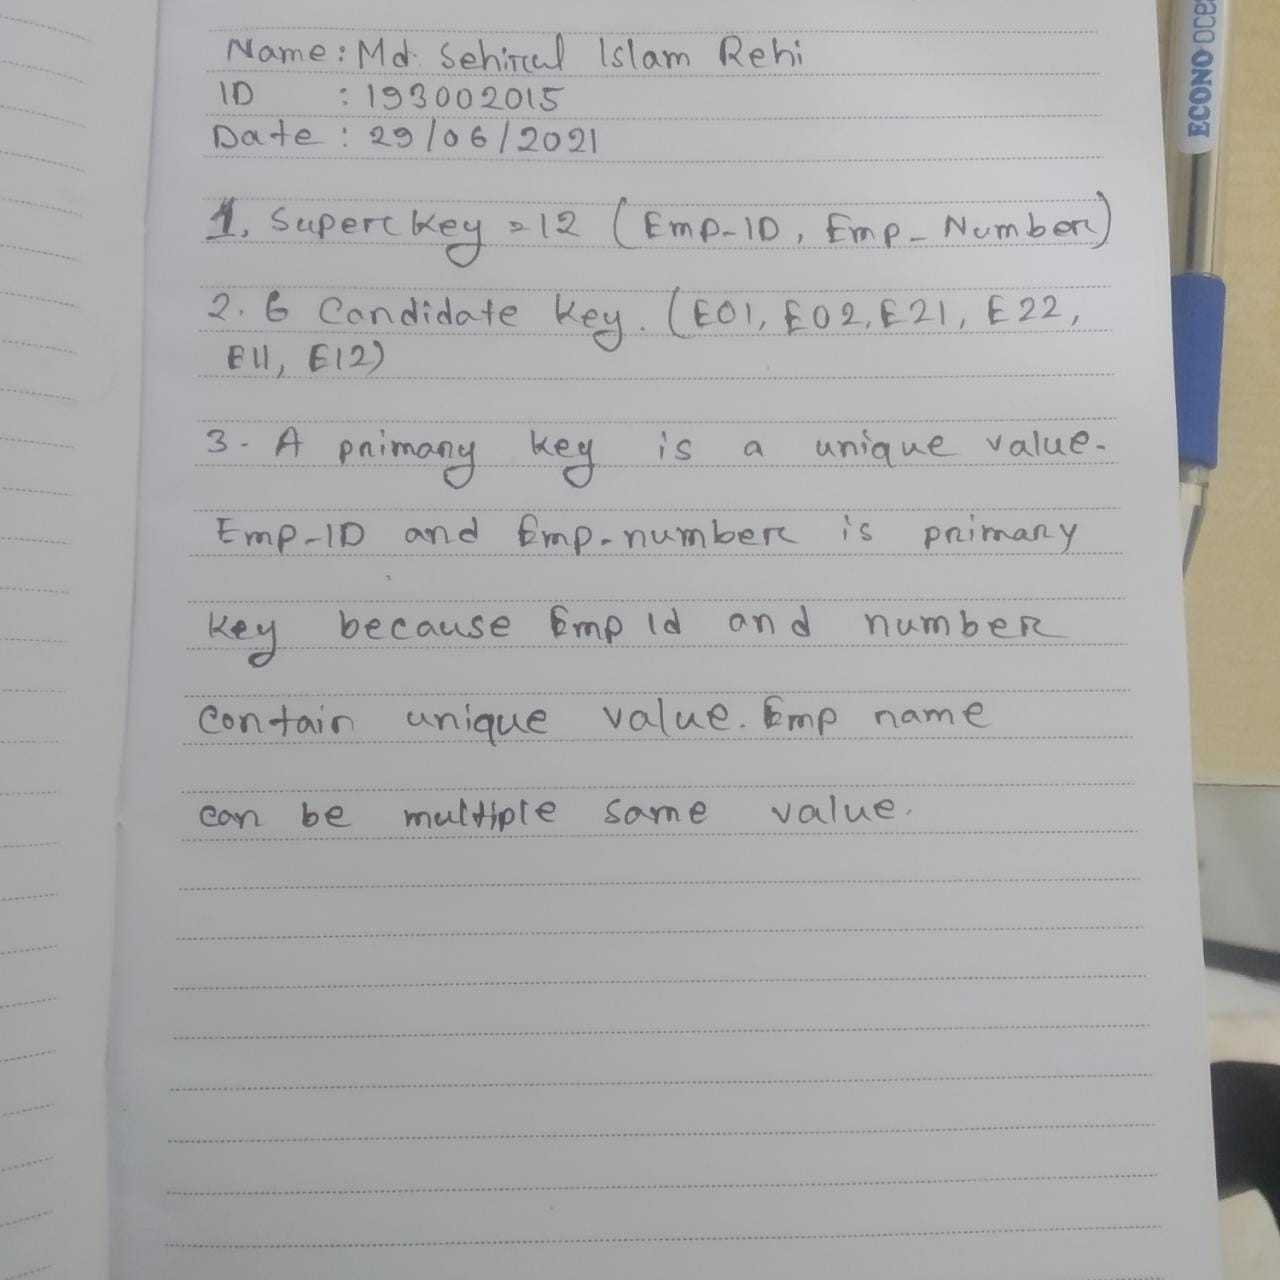 Name: Md. Sehirul Islam Rehi
ID : 193002015
Date : 29/06/2021
1. Super Key = 12 (Emp-ID, Emp_Number)
2. 6 Candidate key. (E01, E02, E21, E22,
E11, E12)
3. A primary key is a unique value.
Emp-ID and Emp-number is primary
key because Emp Id and number
contain unique value. Emp name
can be multiple same value.
ECONO OCEA